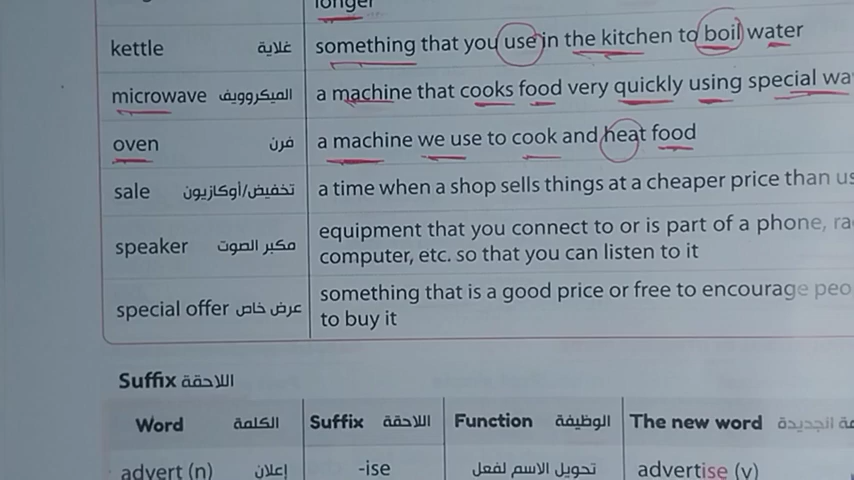 longer
kettle غلاية something that you use in the kitchen to boil water
microwave الميكروويف a machine that cooks food very quickly using special
oven فرن a machine we use to cook and heat food
sale تخفيض/أوكازيون a time when a shop sells things at a cheaper price than
speaker مكبر الصوت equipment that you connect to or is part of a phone,
computer, etc. so that you can listen to it
special offer عرض خاص something that is a good price or free to encourage
to buy it
Suffix اللاحقة
Word الكلمة Suffix اللاحقة Function الوظيفة The new word الجديدة
advert (n) إعلان -ise تحويل الاسم لفعل advertise (v)